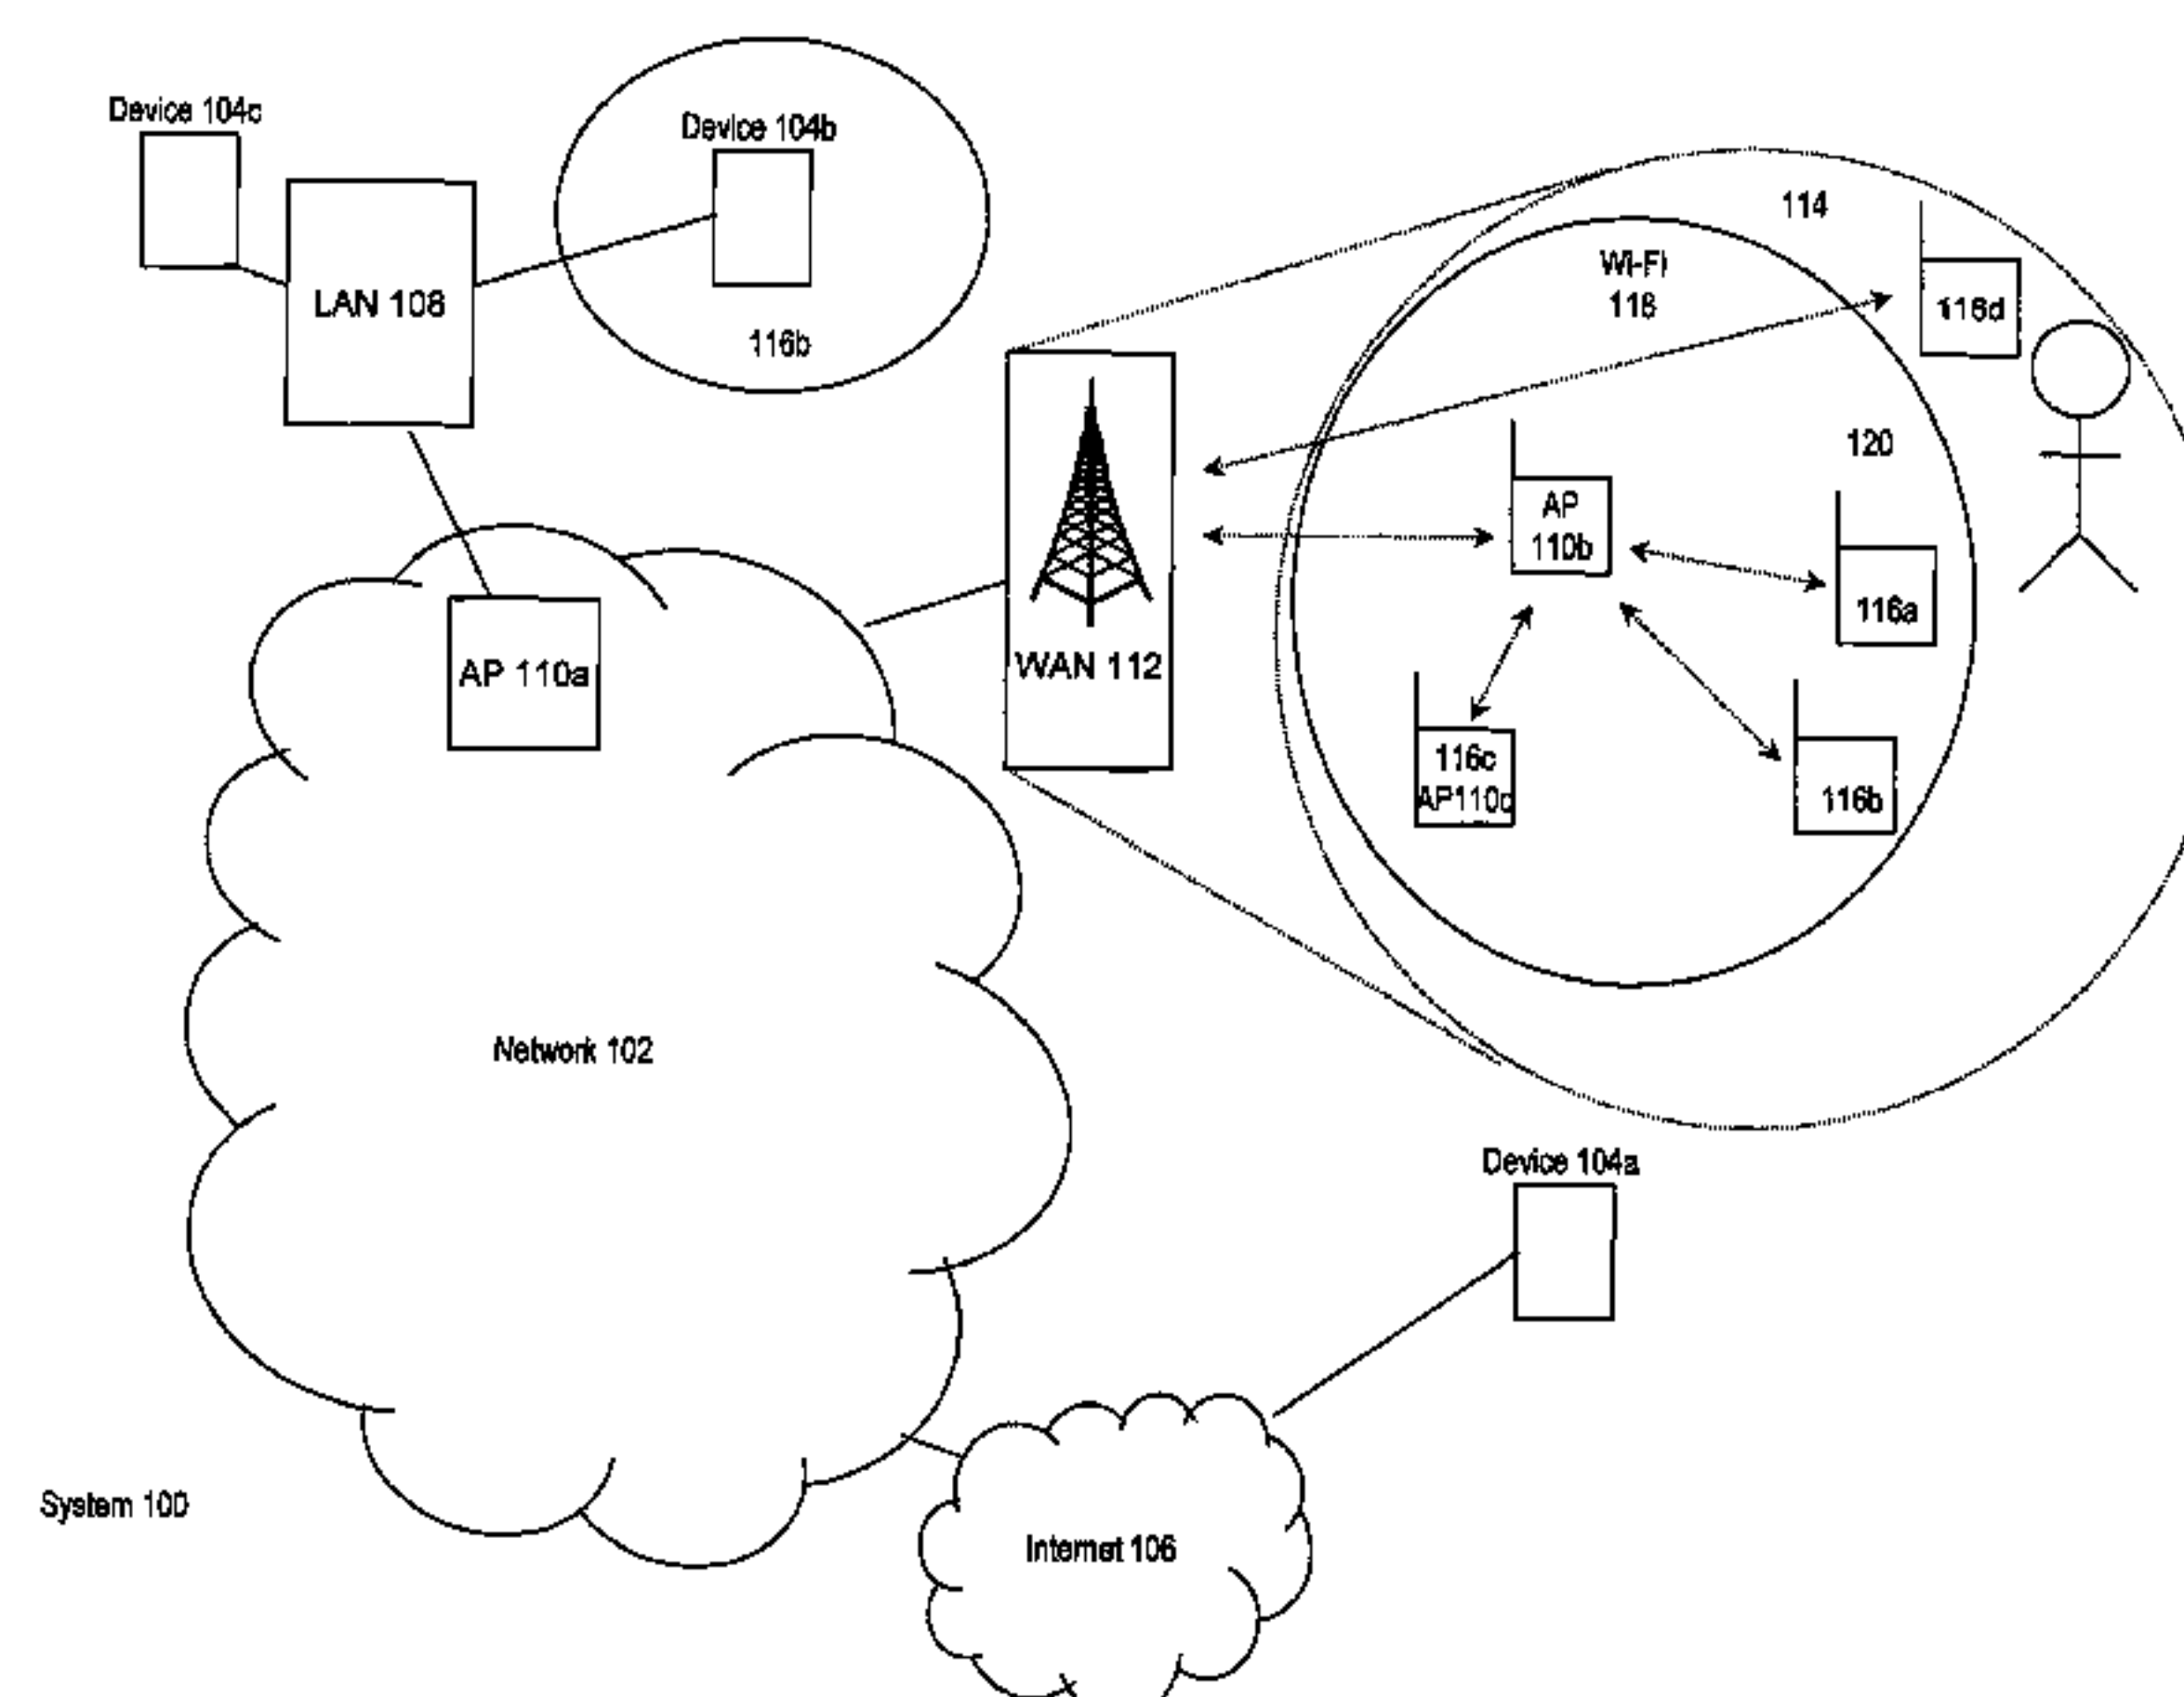 Device 104c
Device 104b
LAN 108
116b
114
WI-FI
118
116d
120
AP
110b
116a
AP 110a
WAN 112
116c
AP110c
116b
Network 102
Device 104a
System 100
Internet 106